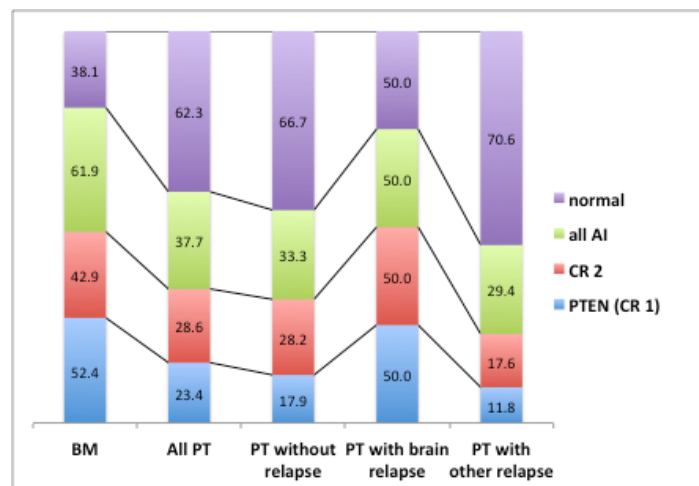 38.1
62.3
66.7
50.0
70.6
61.9
37.7
33.3
50.0
29.4
42.9
28.6
28.2
50.0
17.6
52.4
23.4
17.9
50.0
11.8
normal
all AI
CR 2
PTEN (CR 1)
BM
All PT
PT without
relapse
PT with brain
relapse
PT with
other relapse